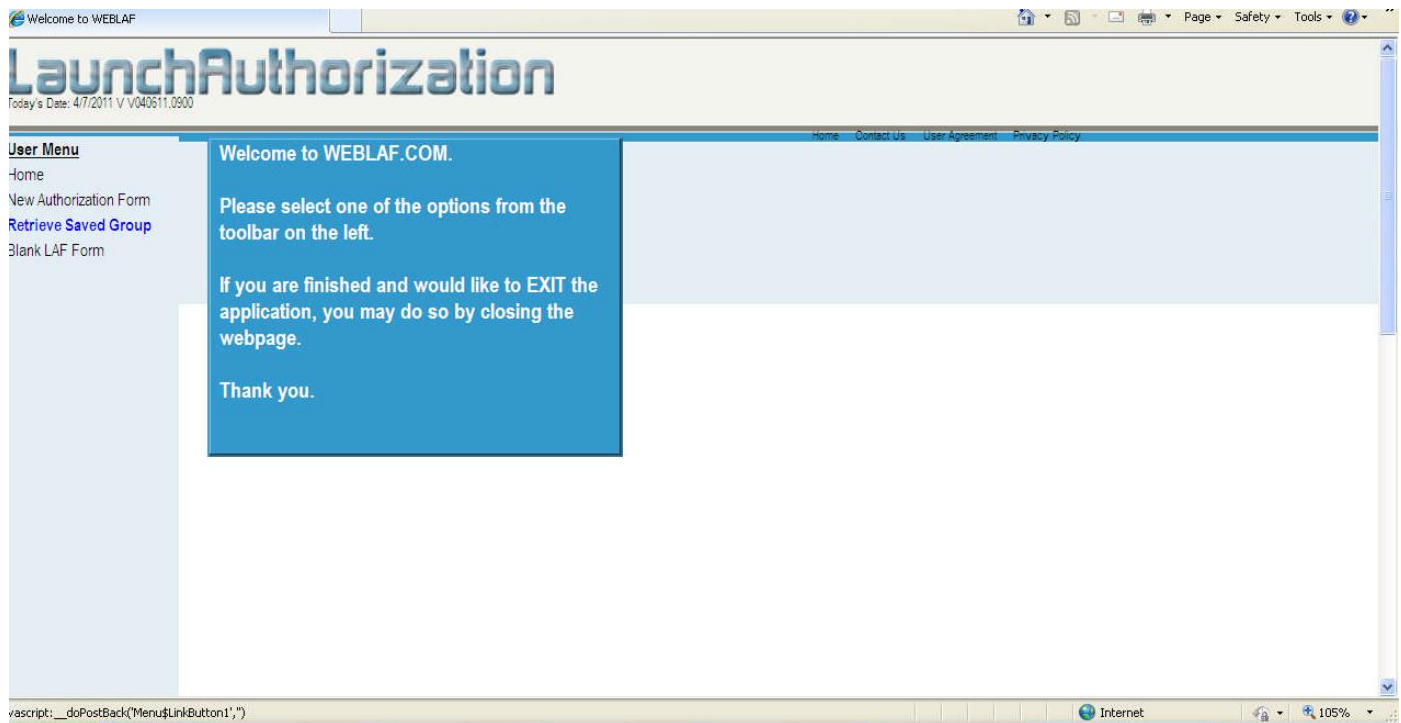 Welcome to WEBLAF
Page Safety Tools
LaunchAuthorization
Today's Date: 4/7/2011 V V040611.0900
Home Contact Us User Agreement Privacy Policy
User Menu
Home
New Authorization Form
Retrieve Saved Group
Blank LAF Form
Welcome to WEBLAF.COM.
Please select one of the options from the
toolbar on the left.
If you are finished and would like to EXIT the
application, you may do so by closing the
webpage.
Thank you.
vascript:__doPostBack('Menu$LinkButton1','')
Internet
105%